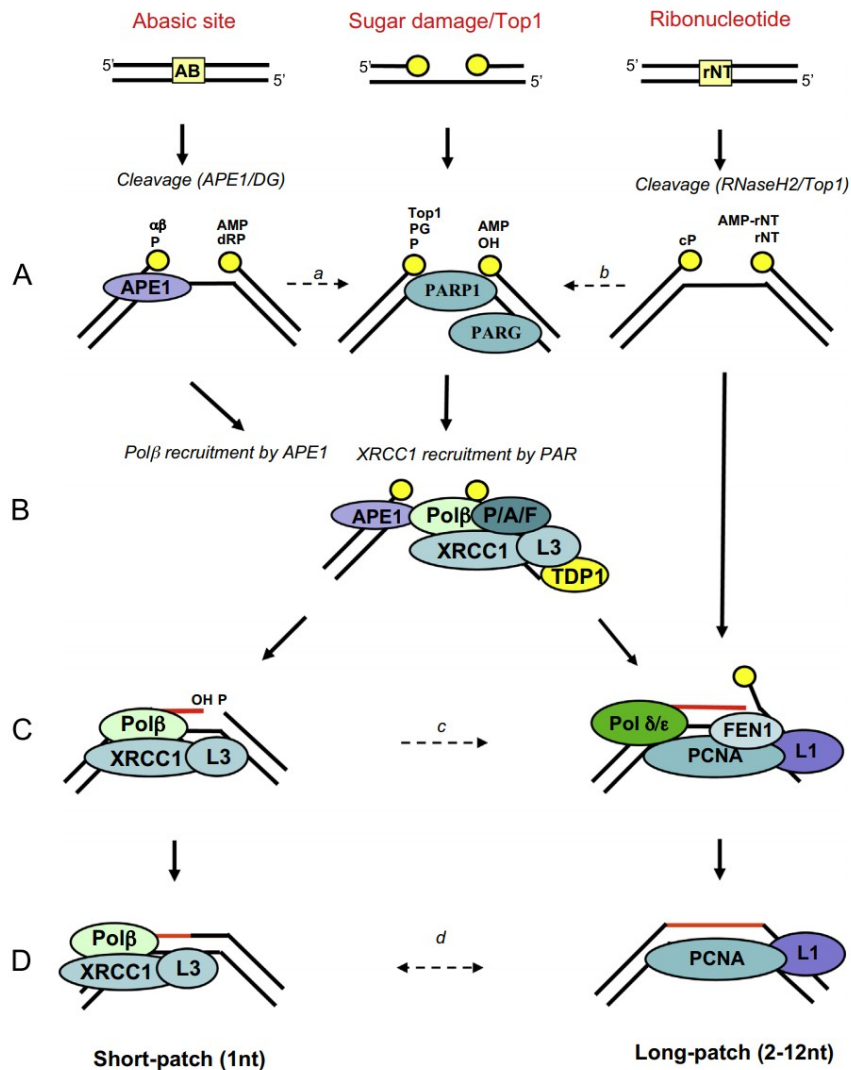 Abasic site
Sugar damage/Top1
Ribonucleotide
5’
AB
5’
5’
5’
5’
rNT
5’
Cleavage (APE1/DG)
Cleavage (RNaseH2/Top1)
A
αβ
P
AMP
dRP
APE1
a
Top1
PG
P
AMP
OH
PARP1
PARG
b
cP
AMP-rNT
rNT
Polβ recruitment by APE1
XRCC1 recruitment by PAR
B
APE1
Polβ
P/A/F
XRCC1
L3
TDP1
C
OH P
Polβ
XRCC1
L3
c
Pol δ/ε
FEN1
PCNA
L1
D
Polβ
XRCC1
L3
d
PCNA
L1
Short-patch (1nt)
Long-patch (2-12nt)